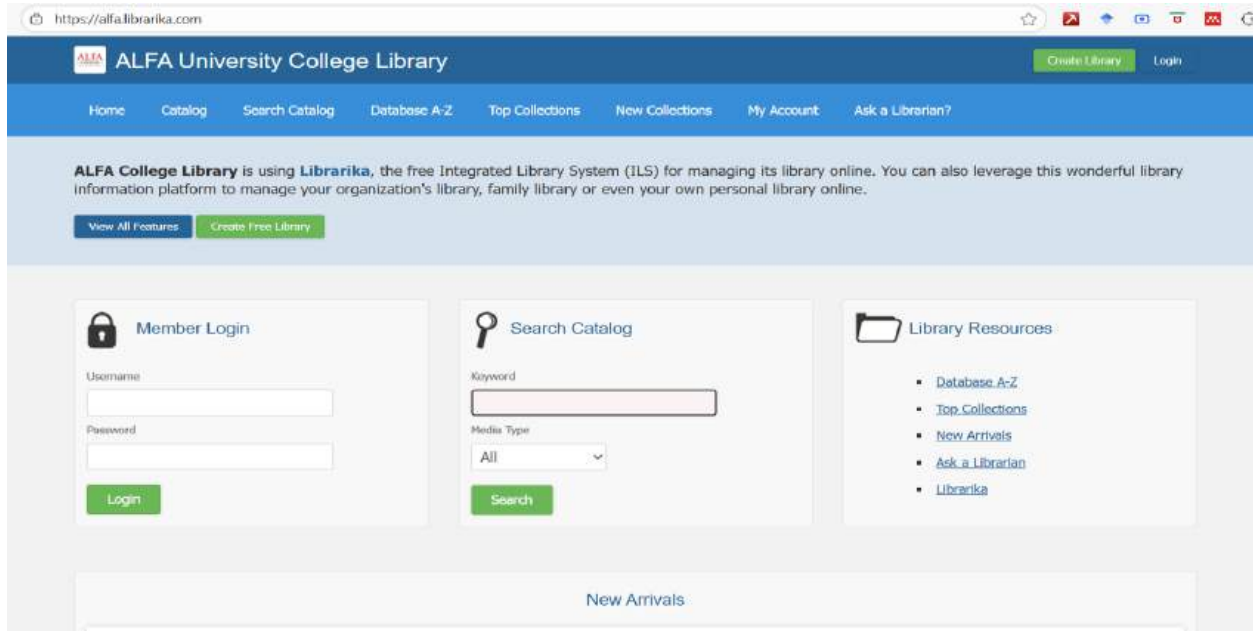 https://alfa.librarika.com
ALFA
ALFA University College Library
Create Library
Login
Home
Catalog
Search Catalog
Database A-Z
Top Collections
New Collections
My Account
Ask a Librarian?
ALFA College Library is using Librarika, the free Integrated Library System (ILS) for managing its library online. You can also leverage this wonderful library
information platform to manage your organization's library, family library or even your own personal library online.
View All Features
Create Free Library
Member Login
Username
Password
Login
Search Catalog
Keyword
Media Type
All
Search
Library Resources
Database A-Z
Top Collections
New Arrivals
Ask a Librarian
Librarika
New Arrivals